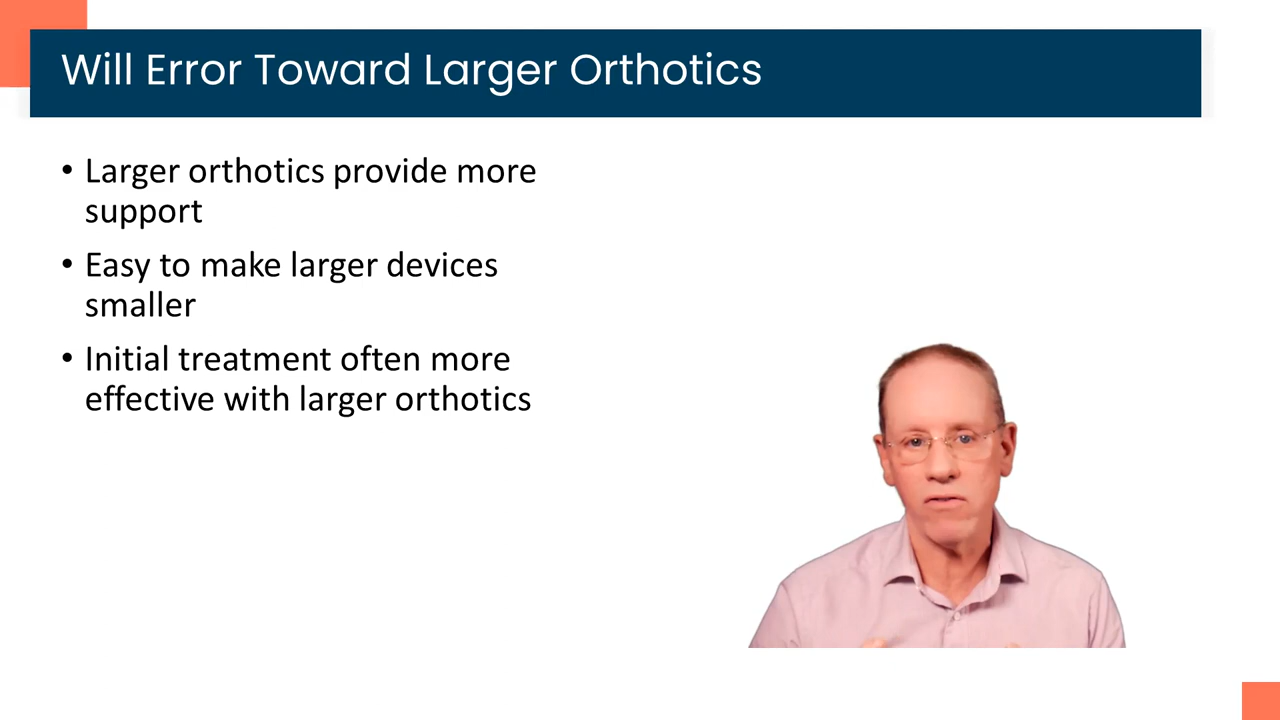 Will Error Toward Larger Orthotics
• Larger orthotics provide more
support
• Easy to make larger devices
smaller
• Initial treatment often more
effective with larger orthotics